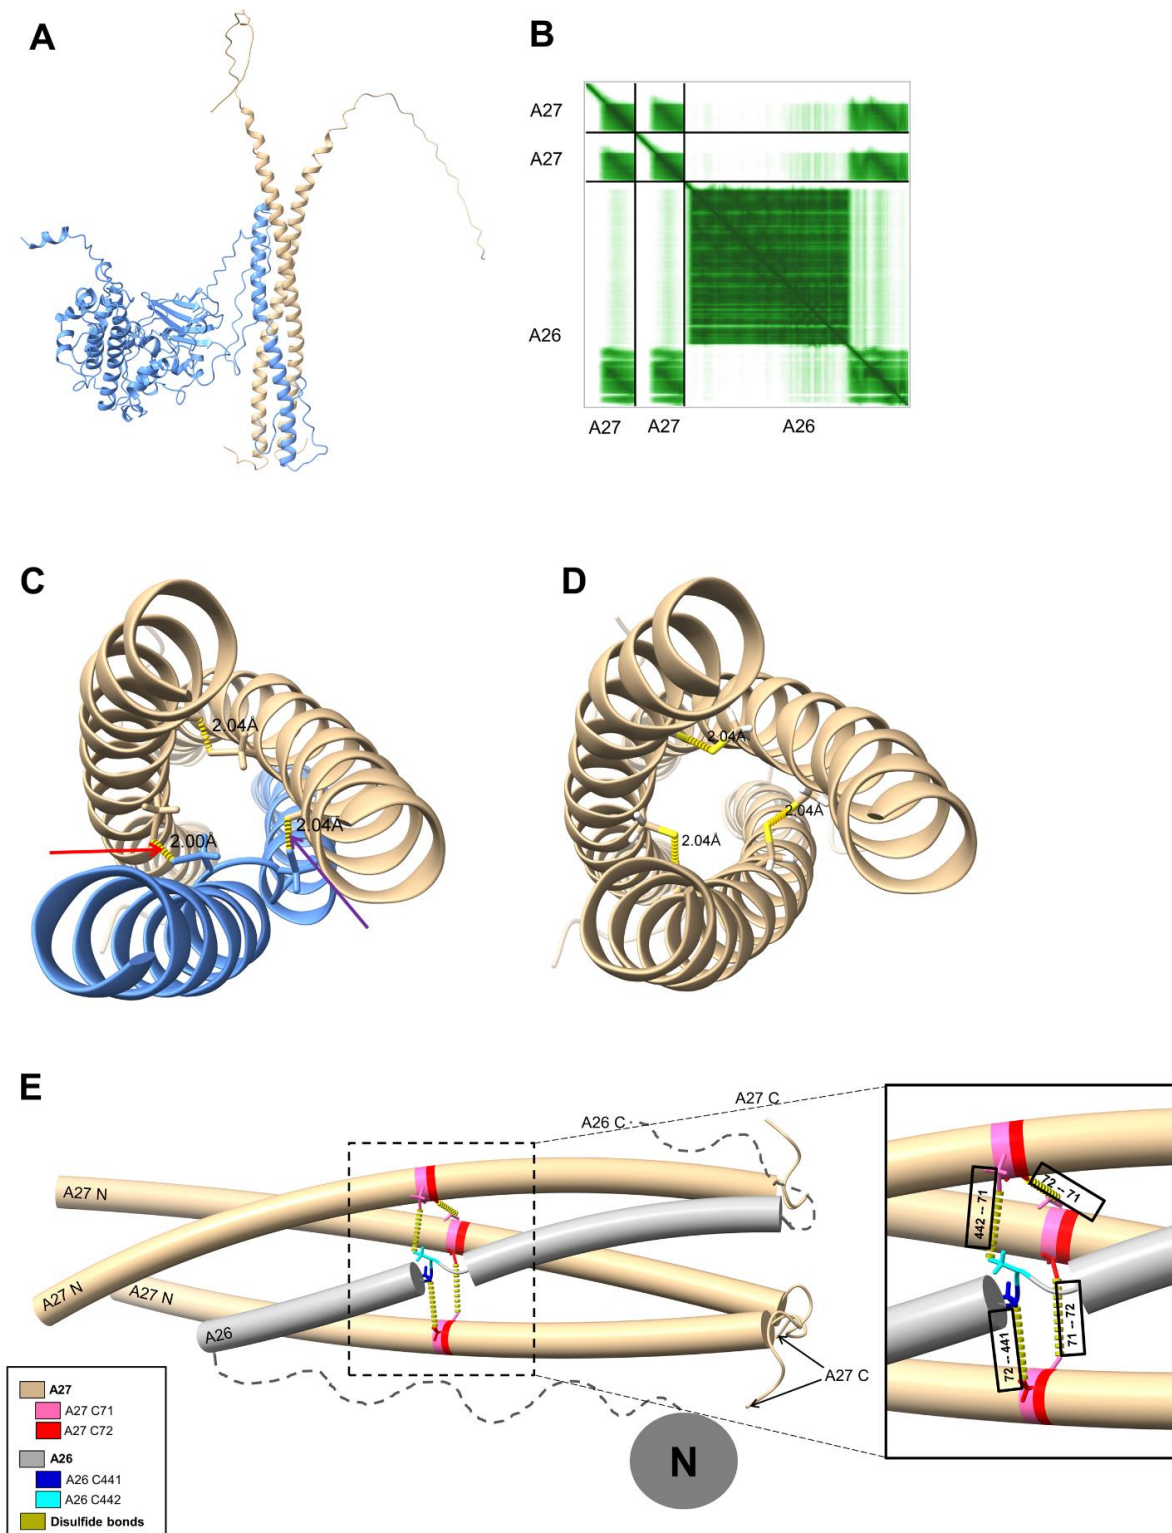 A
B
A27
A27
A26
A27 A27 A26
C
D
2.04Å
2.00Å
2.04Å
2.04Å
2.04Å
2.04Å
E
A27 C
A26 C
A27 N
A27 N
A27 N
A26
A27 C
N
442 -- 71
72 -- 71
72 -- 441
71 -- 72
A27
A27 C71
A27 C72
A26
A26 C441
A26 C442
Disulfide bonds